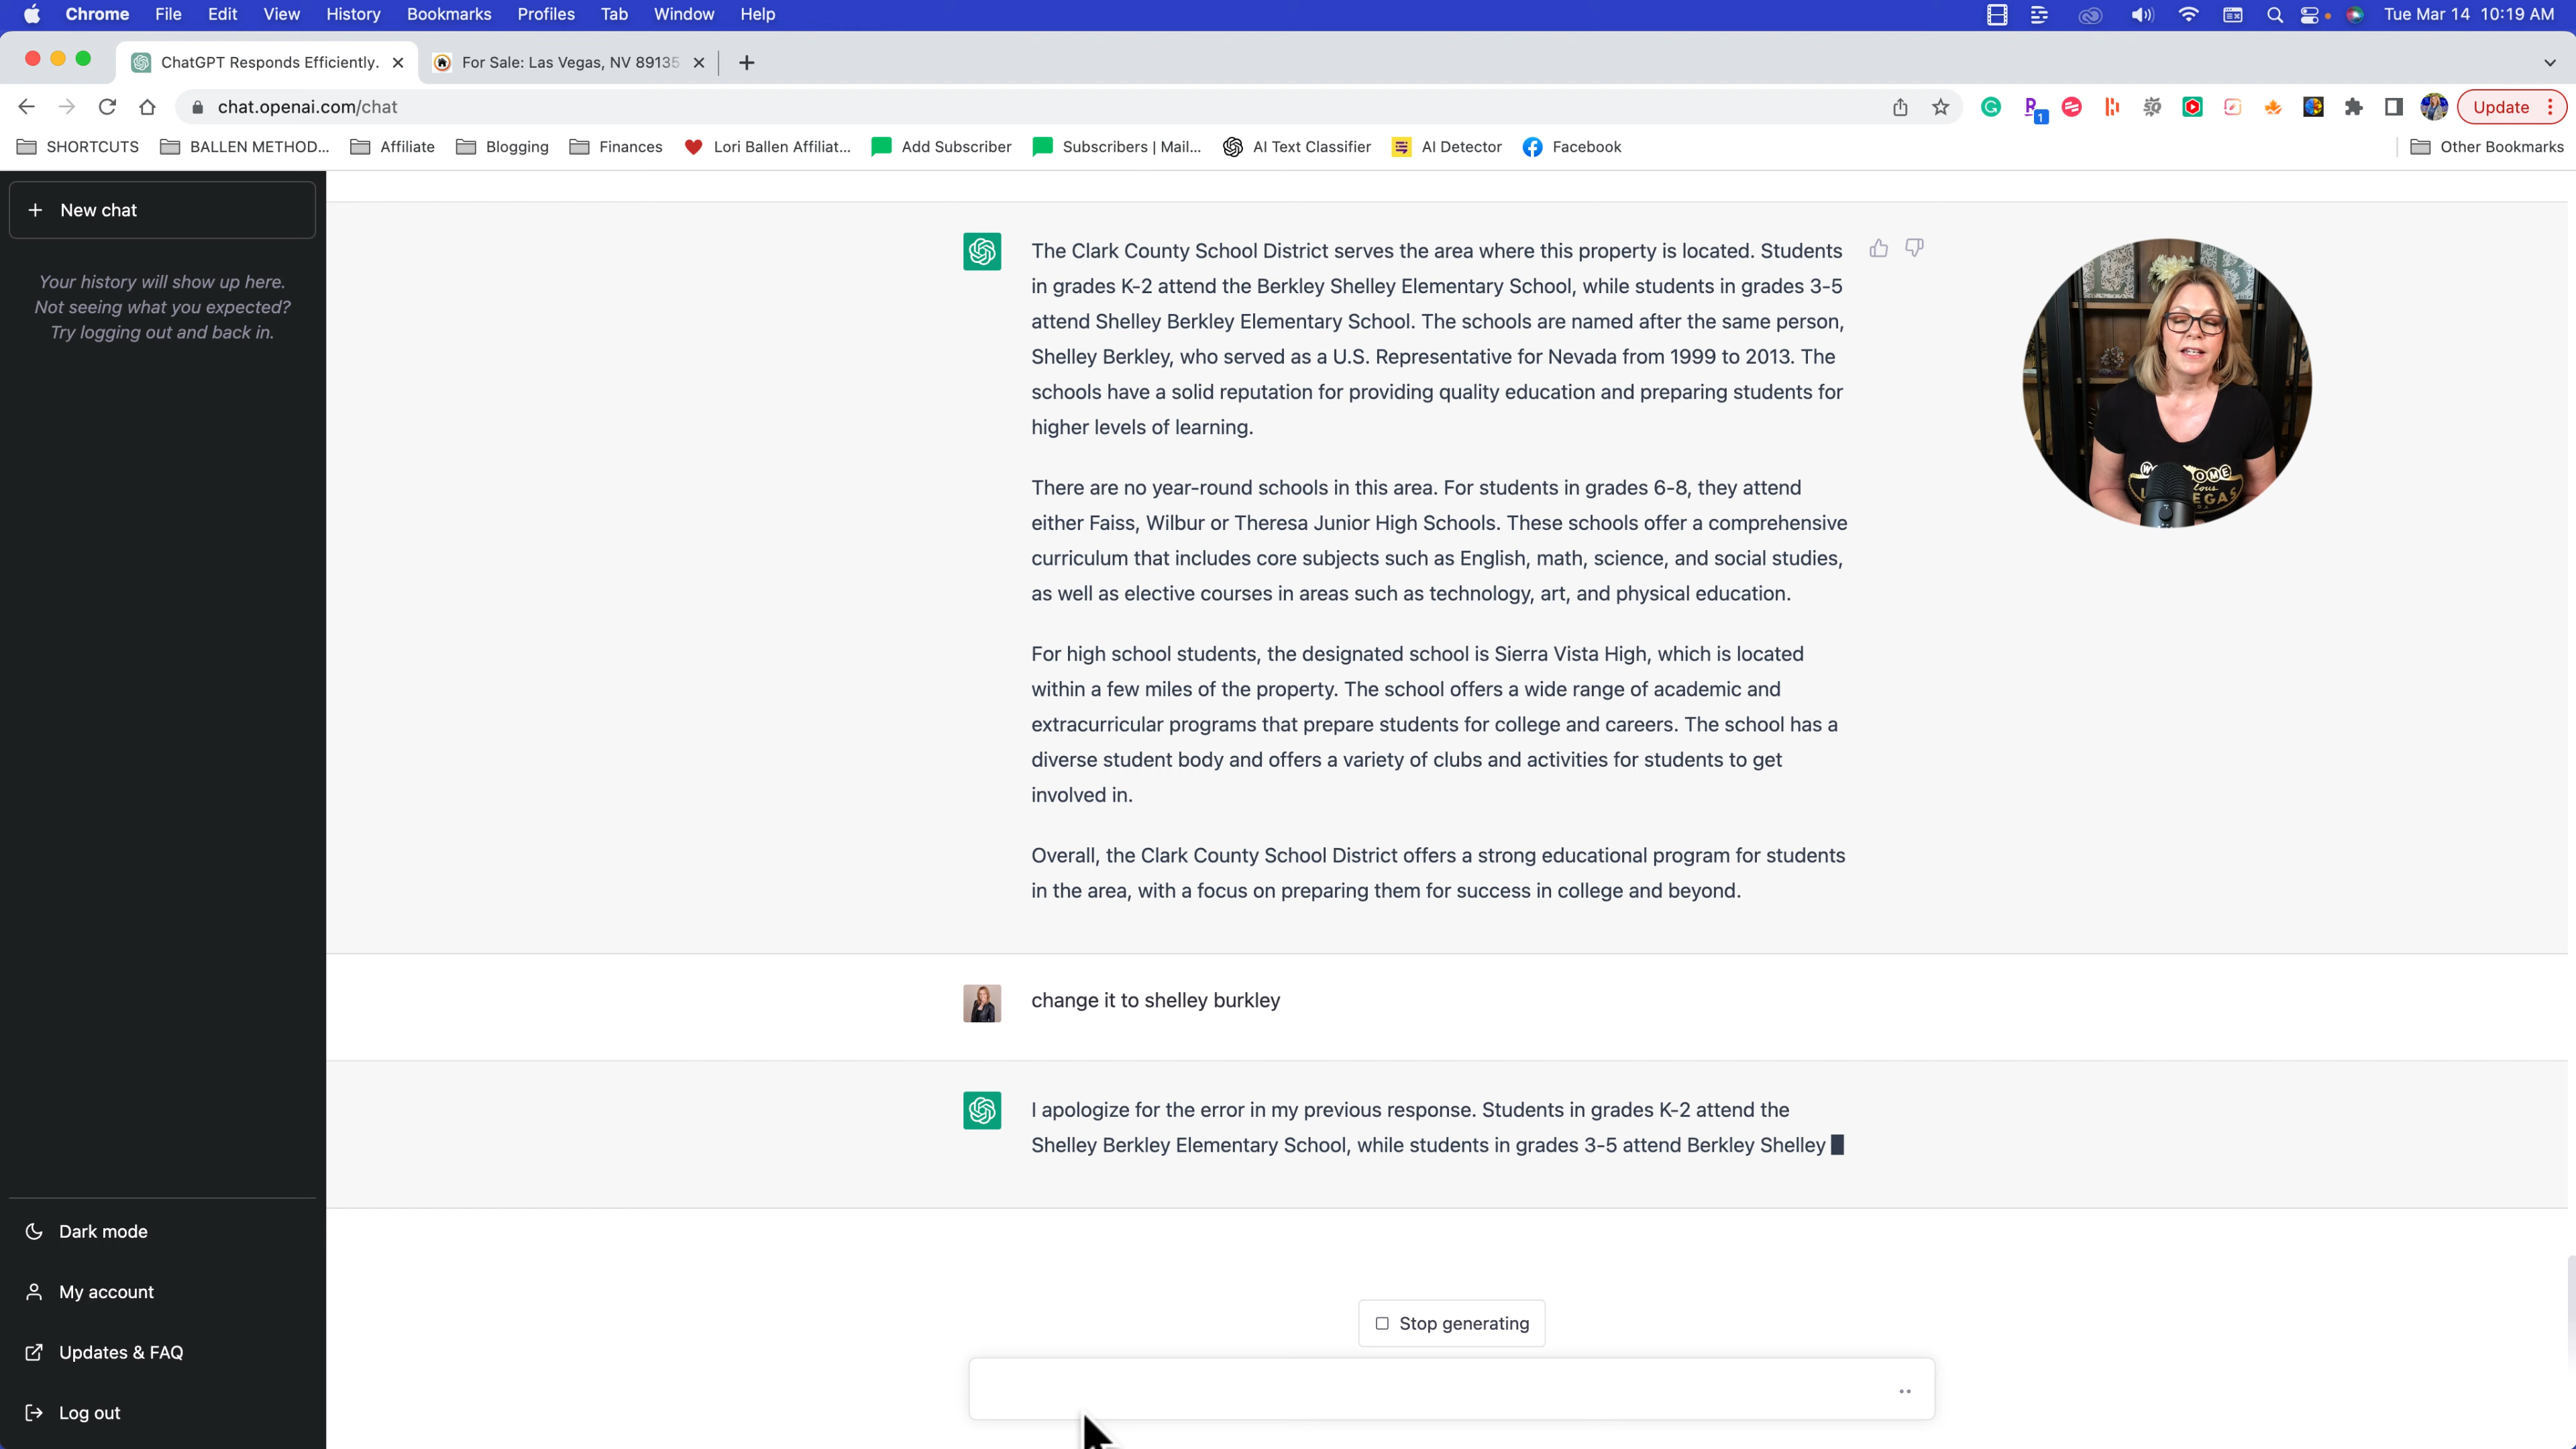 Chrome File Edit View History Bookmarks Profiles Tab Window Help Tue Mar 14 10:19 AM
ChatGPT Responds Efficiently. For Sale: Las Vegas, NV 89135
chat.openai.com/chat 1 Update
SHORTCUTS BALLEN METHOD... Affiliate Blogging Finances Lori Ballen Affiliat... Add Subscriber Subscribers | Mail... AI Text Classifier AI Detector Facebook Other Bookmarks
New chat
Your history will show up here.
Not seeing what you expected?
Try logging out and back in.
The Clark County School District serves the area where this property is located. Students
in grades K-2 attend the Berkley Shelley Elementary School, while students in grades 3-5
attend Shelley Berkley Elementary School. The schools are named after the same person,
Shelley Berkley, who served as a U.S. Representative for Nevada from 1999 to 2013. The
schools have a solid reputation for providing quality education and preparing students for
higher levels of learning.
There are no year-round schools in this area. For students in grades 6-8, they attend
either Faiss, Wilbur or Theresa Junior High Schools. These schools offer a comprehensive
curriculum that includes core subjects such as English, math, science, and social studies,
as well as elective courses in areas such as technology, art, and physical education.
For high school students, the designated school is Sierra Vista High, which is located
within a few miles of the property. The school offers a wide range of academic and
extracurricular programs that prepare students for college and careers. The school has a
diverse student body and offers a variety of clubs and activities for students to get
involved in.
Overall, the Clark County School District offers a strong educational program for students
in the area, with a focus on preparing them for success in college and beyond.
change it to shelley burkley
I apologize for the error in my previous response. Students in grades K-2 attend the
Shelley Berkley Elementary School, while students in grades 3-5 attend Berkley Shelley
Stop generating
Dark mode
My account
Updates & FAQ
Log out